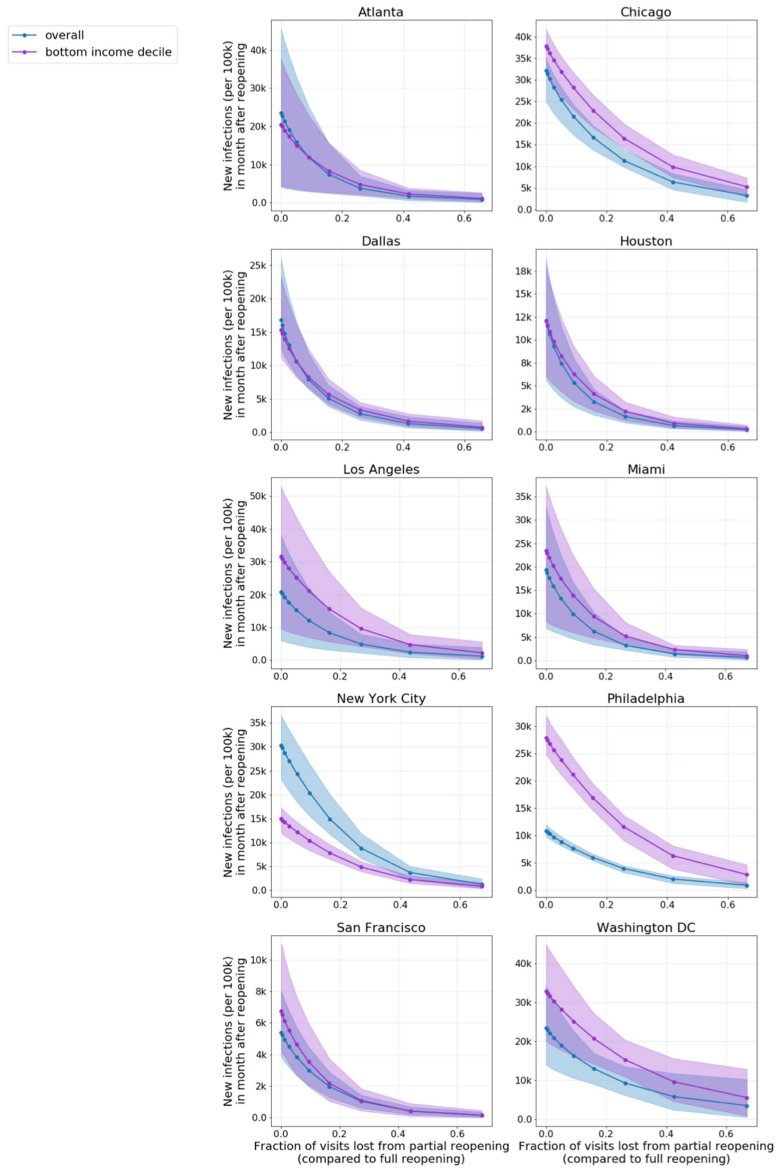 overall
bottom income decile
Atlanta
New infections (per 100k)
in month after reopening
40k
30k
20k
10k
0.0
0.0
0.2
0.4
0.6
Chicago
40k
35k
30k
25k
20k
15k
10k
5k
0.0
0.0
0.2
0.4
0.6
Dallas
New infections (per 100k)
in month after reopening
25k
20k
15k
10k
5k
0.0
0.0
0.2
0.4
0.6
Houston
18k
15k
12k
10k
8k
5k
2k
0.0
0.0
0.2
0.4
0.6
Los Angeles
New infections (per 100k)
in month after reopening
50k
40k
30k
20k
10k
0.0
0.0
0.2
0.4
0.6
Miami
35k
30k
25k
20k
15k
10k
5k
0.0
0.0
0.2
0.4
0.6
New York City
New infections (per 100k)
in month after reopening
35k
30k
25k
20k
15k
10k
5k
0.0
0.0
0.2
0.4
0.6
Philadelphia
30k
25k
20k
15k
10k
5k
0.0
0.0
0.2
0.4
0.6
San Francisco
New infections (per 100k)
in month after reopening
10k
8k
6k
4k
2k
0.0
0.0
0.2
0.4
0.6
Fraction of visits lost from partial reopening
(compared to full reopening)
Washington DC
40k
30k
20k
10k
0.0
0.0
0.2
0.4
0.6
Fraction of visits lost from partial reopening
(compared to full reopening)